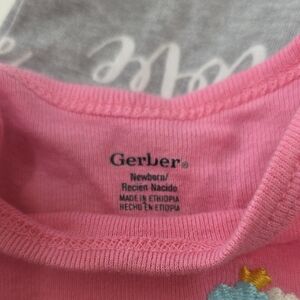 Gerber®
Newborn/
Recien Nacido
MADE IN ETHIOPIA
HECHO EN ETIOPIA